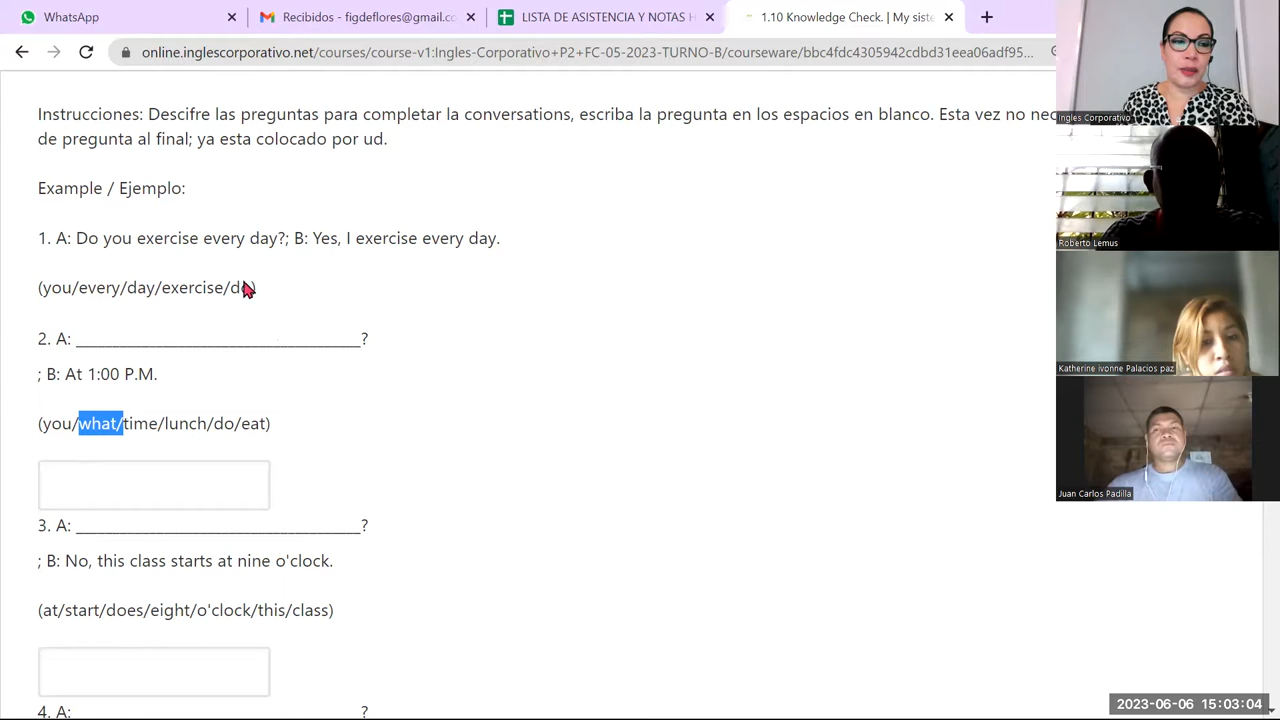 WhatsApp
Recibidos - figdeflores@gmail.co
LISTA DE ASISTENCIA Y NOTAS H
1.10 Knowledge Check. | My siste
online.inglescorporativo.net/courses/course-v1:Ingles-Corporativo+P2+FC-05-2023-TURNO-B/courseware/bbc4fdc4305942cebd31eea06adf95...
Instrucciones: Descifre las preguntas para completar la conversations, escriba la pregunta en los espacios en blanco. Esta vez no nec
de pregunta al final; ya esta colocado por ud.
Example / Ejemplo:
1. A: Do you exercise every day?; B: Yes, I exercise every day.
(you/every/day/exercise/do)
2. A: ________________________________?
; B: At 1:00 P.M.
(you/what/time/lunch/do/eat)
3. A: ________________________________?
; B: No, this class starts at nine o'clock.
(at/start/does/eight/o'clock/this/class)
4. A: ________________________________?
Ingles Corporativo
Roberto Lemus
Katherine ivonne Palacios paz
Juan Carlos Padilla
2023-06-06 15:03:04